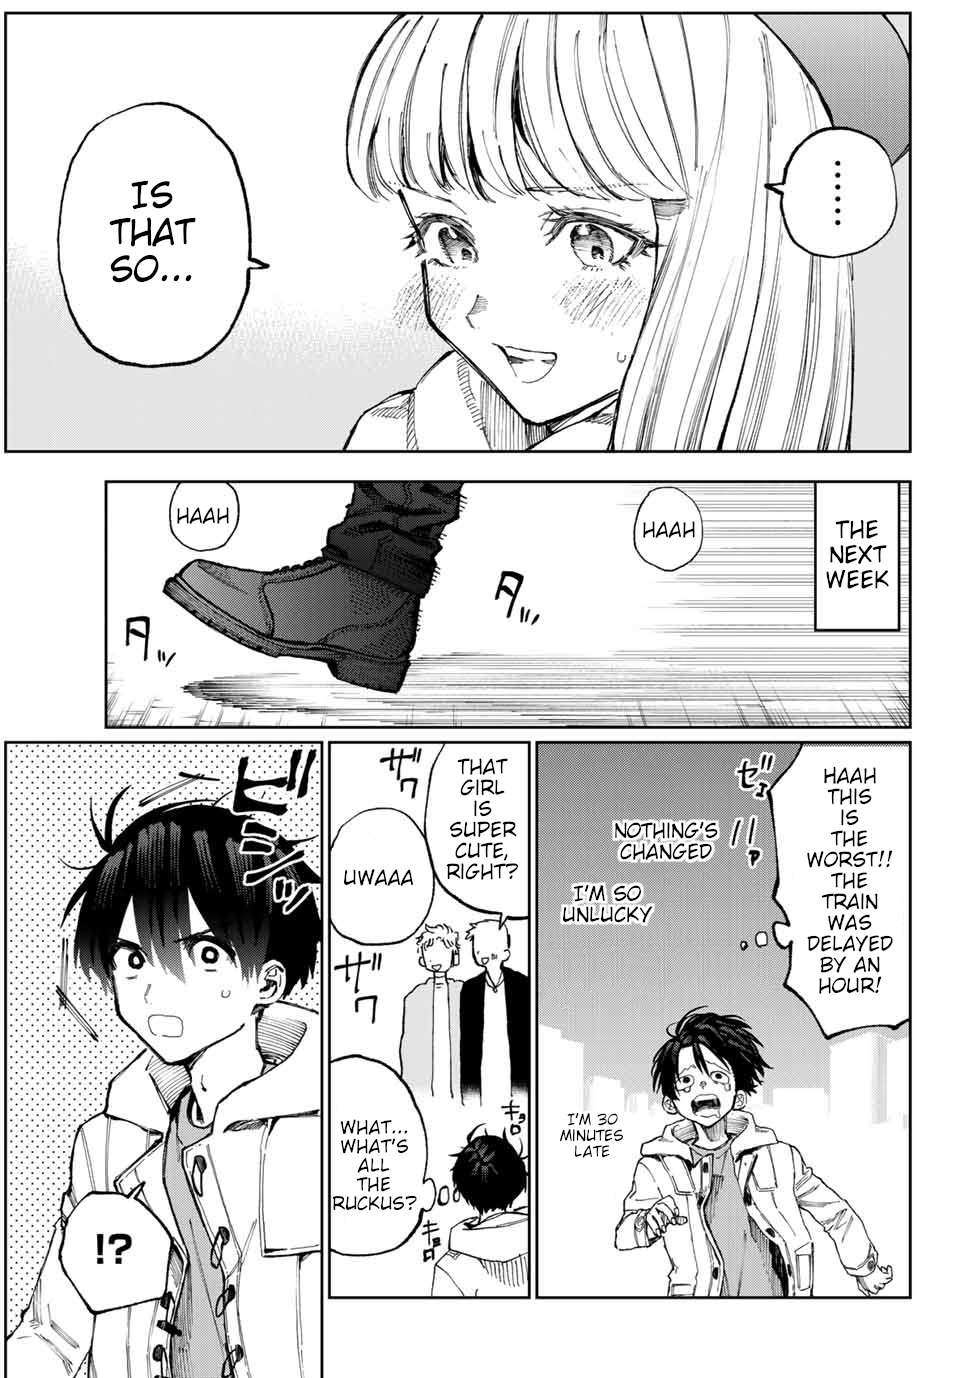 .......
IS
THAT
SO...
THE
NEXT
WEEK
HAAH
HAAH
タッ
タッ
HAAH
THIS
IS
THE
WORST!!
THE
TRAIN
WAS
DELAYED
BY AN
HOUR!
ゼェ
NOTHING'S
CHANGED
I'M SO
UNLUCKY
I'M 30
MINUTES
LATE
THAT
GIRL
IS
SUPER
CUTE,
RIGHT?
ザワ
UWAAA
ザワ
WHAT...
WHAT'S
ALL
THE
RUCKUS?
キョロ
キョロ
ビシッ
!?